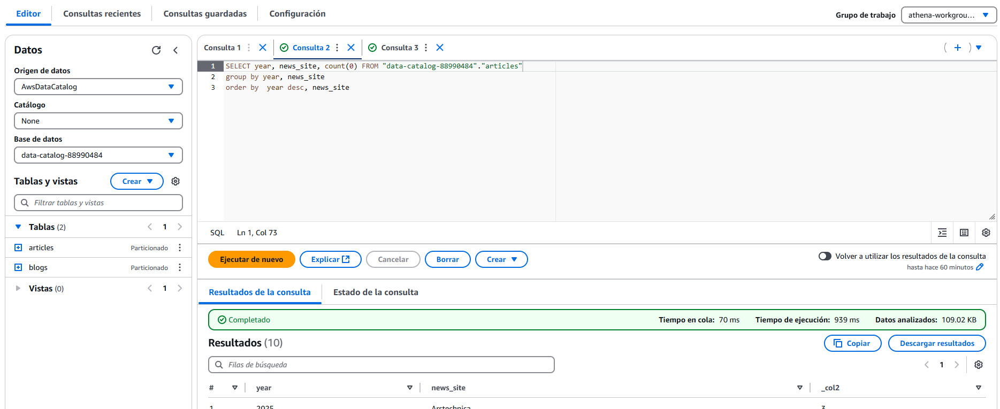 Editor Consultas recientes Consultas guardadas Configuración Grupo de trabajo athena-workgrou...
Datos
Origen de datos
AwsDataCatalog
Catálogo
None
Base de datos
data-catalog-88990484
Tablas y vistas Crear
Filtrar tablas y vistas
Tablas (2) 1
articles Particionado
blogs Particionado
Vistas (0) 1
Consulta 1 Consulta 2 Consulta 3
1 SELECT year, news_site, count(0) FROM "data-catalog-88990484"."articles"
2 group by year, news_site
3 order by  year desc, news_site
SQL Ln 1, Col 73
Ejecutar de nuevo Explicar Cancelar Borrar Crear
Volver a utilizar los resultados de la consulta
hasta hace 60 minutos
Resultados de la consulta Estado de la consulta
Completado Tiempo en cola: 70 ms Tiempo de ejecución: 939 ms Datos analizados: 109.02 KB
Resultados (10) Copiar Descargar resultados
Filas de búsqueda 1
# year news_site _col2
1 2025 Arstechnica 3